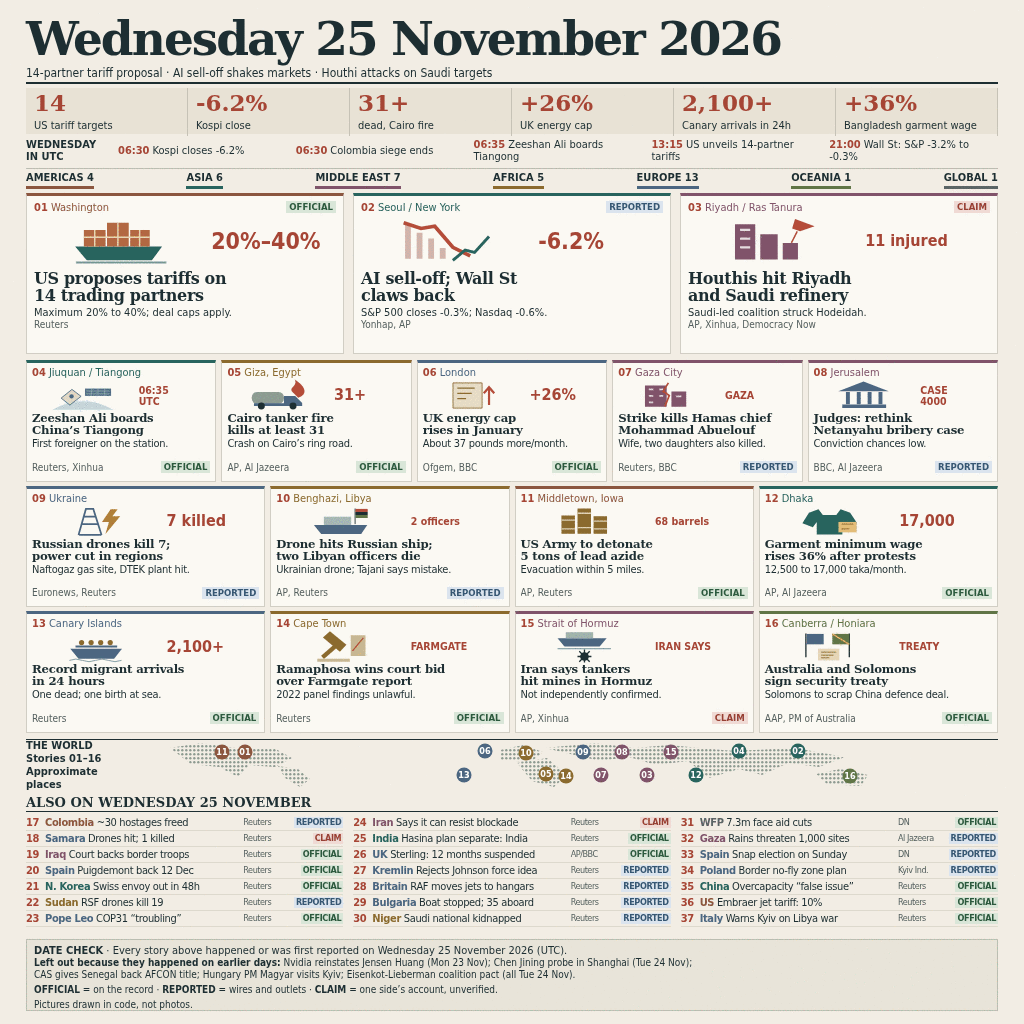 Wednesday 25 November 2026
14-partner tariff proposal · AI sell-off shakes markets · Houthi attacks on Saudi targets
14
US tariff targets
-6.2%
Kospi close
31+
dead, Cairo fire
+26%
UK energy cap
2,100+
Canary arrivals in 24h
+36%
Bangladesh garment wage
WEDNESDAY
IN UTC
06:30 Kospi closes -6.2%
06:30 Colombia siege ends
06:35 Zeeshan Ali boards
Tiangong
13:15 US unveils 14-partner
tariffs
21:00 Wall St: S&P -3.2% to
-0.3%
AMERICAS 4
ASIA 6
MIDDLE EAST 7
AFRICA 5
EUROPE 13
OCEANIA 1
GLOBAL 1
01 Washington
OFFICIAL
20%–40%
US proposes tariffs on
14 trading partners
Maximum 20% to 40%; deal caps apply.
Reuters
02 Seoul / New York
REPORTED
-6.2%
AI sell-off; Wall St
claws back
S&P 500 closes -0.3%; Nasdaq -0.6%.
Yonhap, AP
03 Riyadh / Ras Tanura
CLAIM
11 injured
Houthis hit Riyadh
and Saudi refinery
Saudi-led coalition struck Hodeidah.
AP, Xinhua, Democracy Now
04 Jiuquan / Tiangong
06:35
UTC
Zeeshan Ali boards
China’s Tiangong
First foreigner on the station.
Reuters, Xinhua
OFFICIAL
05 Giza, Egypt
31+
Cairo tanker fire
kills at least 31
Crash on Cairo’s ring road.
AP, Al Jazeera
OFFICIAL
06 London
+26%
UK energy cap
rises in January
About 37 pounds more/month.
Ofgem, BBC
OFFICIAL
07 Gaza City
GAZA
Strike kills Hamas chief
Mohammad Abuelouf
Wife, two daughters also killed.
Reuters, BBC
REPORTED
08 Jerusalem
CASE
4000
Judges: rethink
Netanyahu bribery case
Conviction chances low.
BBC, Al Jazeera
REPORTED
09 Ukraine
7 killed
Russian drones kill 7;
power cut in regions
Naftogaz gas site, DTEK plant hit.
Euronews, Reuters
REPORTED
10 Benghazi, Libya
2 officers
Drone hits Russian ship;
two Libyan officers die
Ukrainian drone; Tajani says mistake.
AP, Reuters
REPORTED
11 Middletown, Iowa
68 barrels
US Army to detonate
5 tons of lead azide
Evacuation within 5 miles.
AP, Reuters
OFFICIAL
12 Dhaka
17,000
Garment minimum wage
rises 36% after protests
12,500 to 17,000 taka/month.
AP, Al Jazeera
OFFICIAL
13 Canary Islands
2,100+
Record migrant arrivals
in 24 hours
One dead; one birth at sea.
Reuters
OFFICIAL
14 Cape Town
FARMGATE
Ramaphosa wins court bid
over Farmgate report
2022 panel findings unlawful.
Reuters
OFFICIAL
15 Strait of Hormuz
IRAN SAYS
Iran says tankers
hit mines in Hormuz
Not independently confirmed.
AP, Xinhua
CLAIM
16 Canberra / Honiara
TREATY
Australia and Solomons
sign security treaty
Solomons to scrap China defence deal.
AAP, PM of Australia
OFFICIAL
THE WORLD
Stories 01–16
Approximate
places
11 01 06 10 09 08 15 04 02
13 05 14 07 03 12 16
ALSO ON WEDNESDAY 25 NOVEMBER
17 Colombia ~30 hostages freed Reuters REPORTED
18 Samara Drones hit; 1 killed Reuters CLAIM
19 Iraq Court backs border troops Reuters OFFICIAL
20 Spain Puigdemont back 12 Dec Reuters OFFICIAL
21 N. Korea Swiss envoy out in 48h Reuters OFFICIAL
22 Sudan RSF drones kill 19 Reuters REPORTED
23 Pope Leo COP31 “troubling” Reuters OFFICIAL
24 Iran Says it can resist blockade Reuters CLAIM
25 India Hasina plan separate: India Reuters OFFICIAL
26 UK Sterling: 12 months suspended AP/BBC OFFICIAL
27 Kremlin Rejects Johnson force idea Reuters REPORTED
28 Britain RAF moves jets to hangars Reuters REPORTED
29 Bulgaria Boat stopped; 35 aboard Reuters REPORTED
30 Niger Saudi national kidnapped Reuters REPORTED
31 WFP 7.3m face aid cuts DN OFFICIAL
32 Gaza Rains threaten 1,000 sites Al Jazeera REPORTED
33 Spain Snap election on Sunday DN REPORTED
34 Poland Border no-fly zone plan Kyiv Ind. REPORTED
35 China Overcapacity “false issue” Reuters OFFICIAL
36 US Embraer jet tariff: 10% Reuters OFFICIAL
37 Italy Warns Kyiv on Libya war Reuters OFFICIAL
DATE CHECK · Every story above happened or was first reported on Wednesday 25 November 2026 (UTC).
Left out because they happened on earlier days: Nvidia reinstates Jensen Huang (Mon 23 Nov); Chen Jining probe in Shanghai (Tue 24 Nov);
CAS gives Senegal back AFCON title; Hungary PM Magyar visits Kyiv; Eisenkot-Lieberman coalition pact (all Tue 24 Nov).
OFFICIAL = on the record · REPORTED = wires and outlets · CLAIM = one side’s account, unverified.
Pictures drawn in code, not photos.